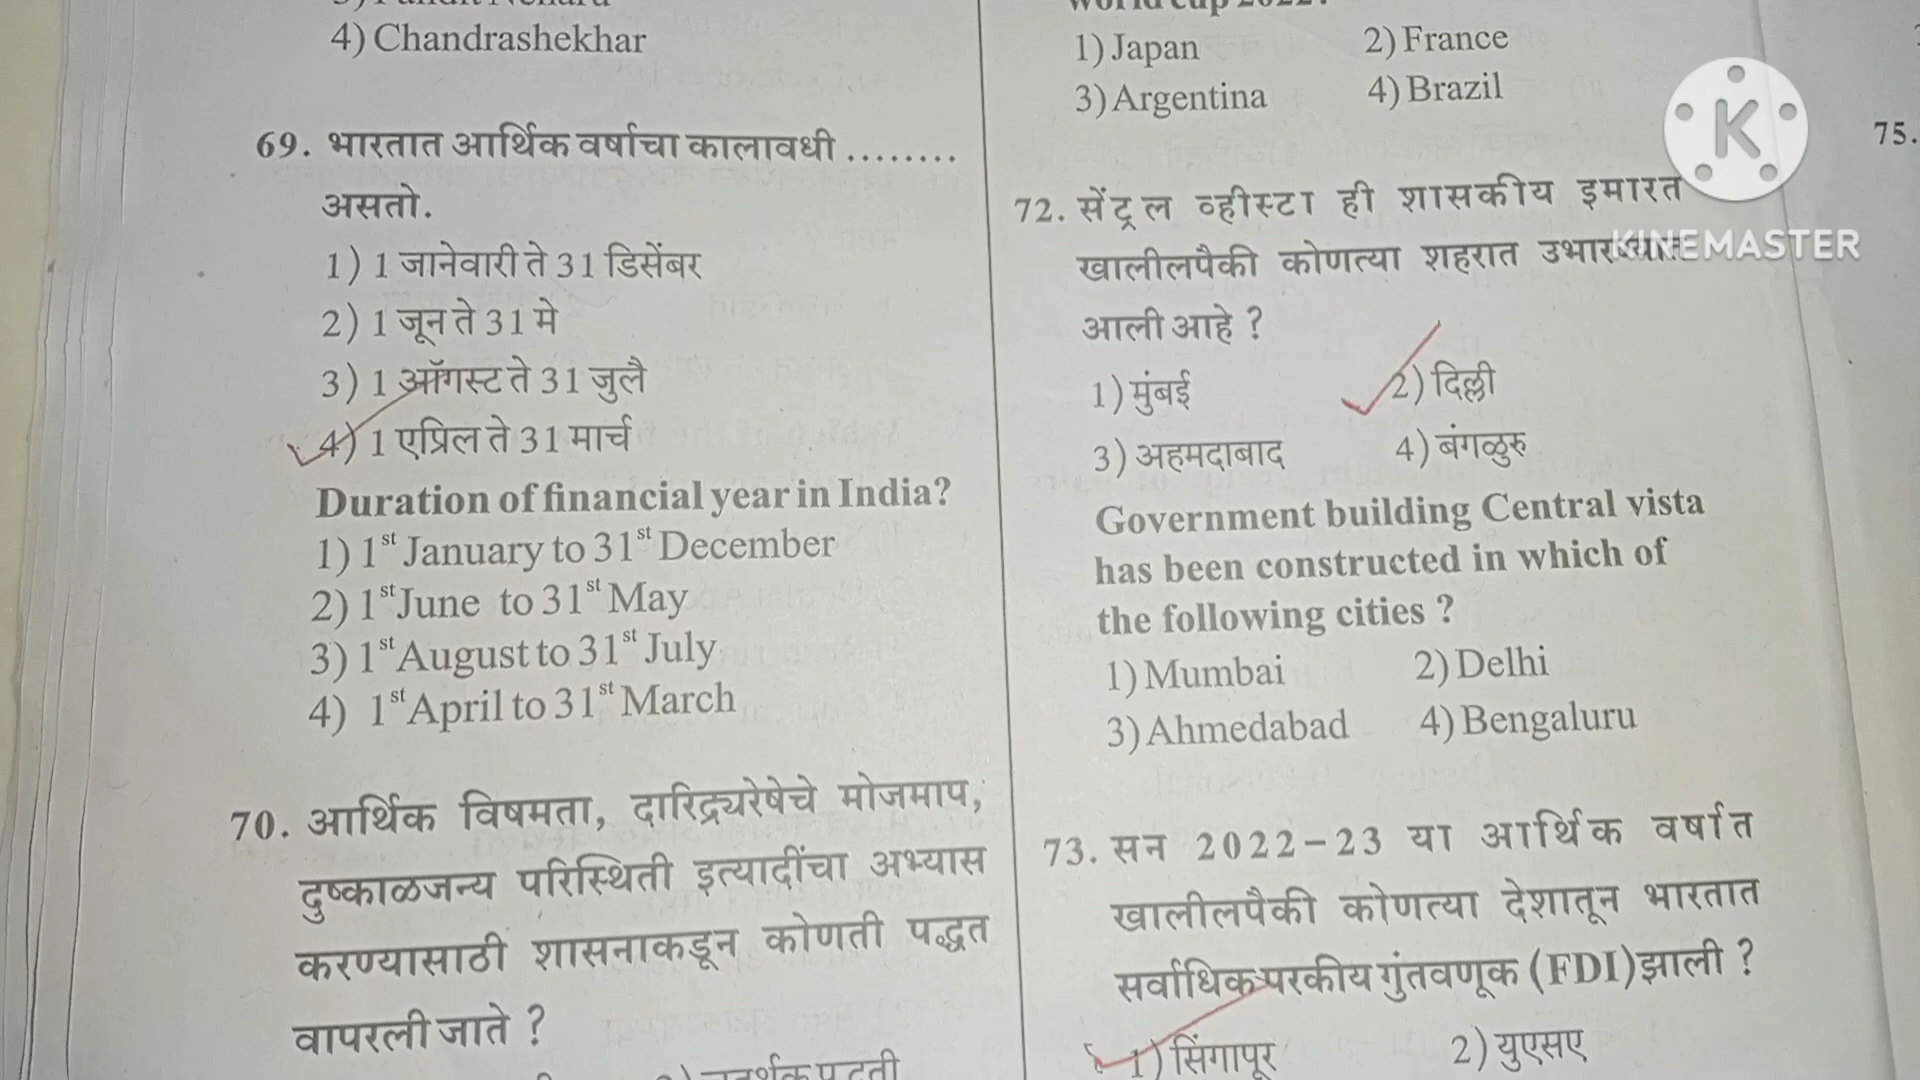 4) Chandrashekhar
69. भारतात आर्थिक वर्षाचा कालावधी ........
असतो.
1) 1 जानेवारी ते 31 डिसेंबर
2) 1 जून ते 31 मे
3) 1 ऑगस्ट ते 31 जुलै
4) 1 एप्रिल ते 31 मार्च
Duration of financial year in India?
1) 1st January to 31st December
2) 1st June to 31st May
3) 1st August to 31st July
4) 1st April to 31st March
70. आर्थिक विषमता, दारिद्र्यरेषेचे मोजमाप,
दुष्काळजन्य परिस्थिती इत्यादींचा अभ्यास
करण्यासाठी शासनाकडून कोणती पद्धत
वापरली जाते ?
1) Japan 2) France
3) Argentina 4) Brazil
72. सेंट्रल व्हीस्टा ही शासकीय इमारत
खालीलपैकी कोणत्या शहरात
आली आहे ?
1) मुंबई 2) दिल्ली
3) अहमदाबाद 4) बंगळुरु
Government building Central vista
has been constructed in which of
the following cities ?
1) Mumbai 2) Delhi
3) Ahmedabad 4) Bengaluru
73. सन 2022-23 या आर्थिक वर्षात
खालीलपैकी कोणत्या देशातून भारतात
सर्वाधिक परकीय गुंतवणूक (FDI) झाली ?
1) सिंगापूर 2) युएसए
75.
K
KINEMASTER